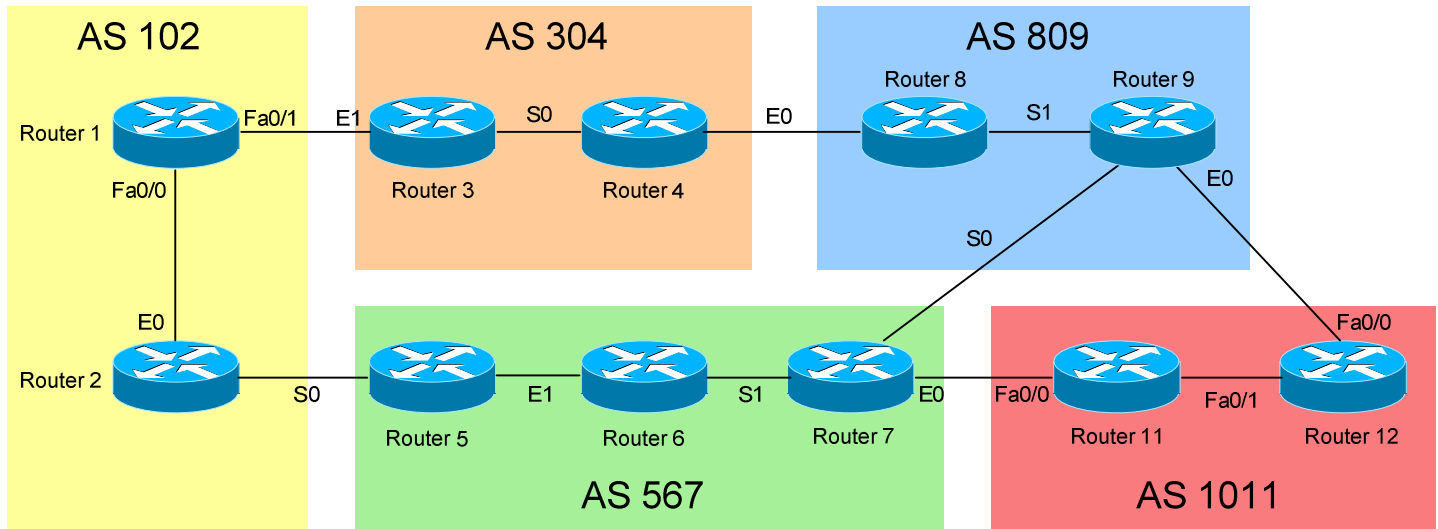 AS 102
AS 304
AS 809
Router 8
Router 9
Router 1
Fa0/1
E1
S0
E0
S1
Fa0/0
Router 3
Router 4
E0
S0
E0
Fa0/0
Router 2
S0
E1
S1
E0
Fa0/0
Fa0/1
Router 5
Router 6
Router 7
Router 11
Router 12
AS 567
AS 1011